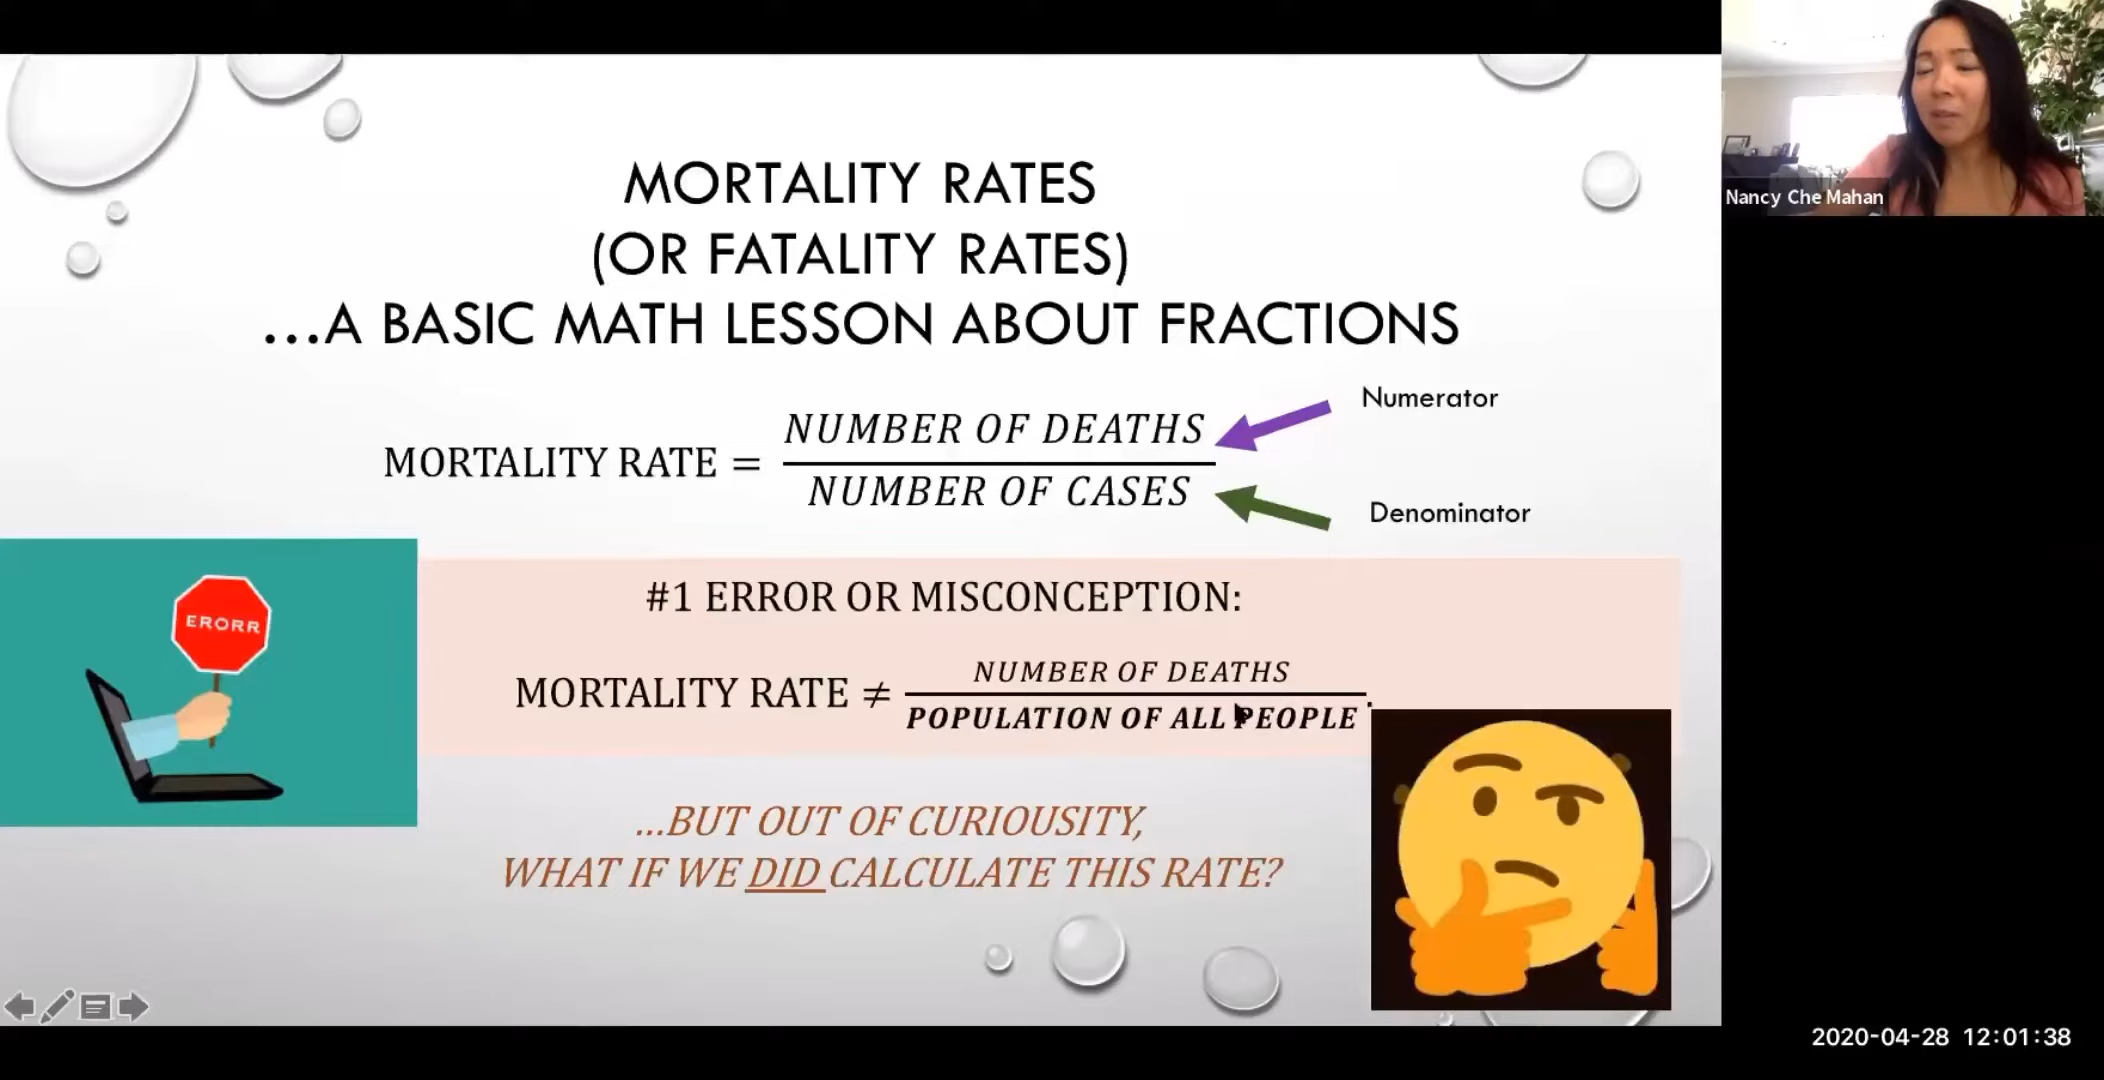 MORTALITY RATES
(OR FATALITY RATES)
...A BASIC MATH LESSON ABOUT FRACTIONS
Nancy Che Mahan
Numerator
MORTALITY RATE = NUMBER OF DEATHS
NUMBER OF CASES
Denominator
ERORR
#1 ERROR OR MISCONCEPTION:
MORTALITY RATE ≠ NUMBER OF DEATHS
POPULATION OF ALL PEOPLE.
...BUT OUT OF CURIOUSITY,
WHAT IF WE DID CALCULATE THIS RATE?
2020-04-28 12:01:38